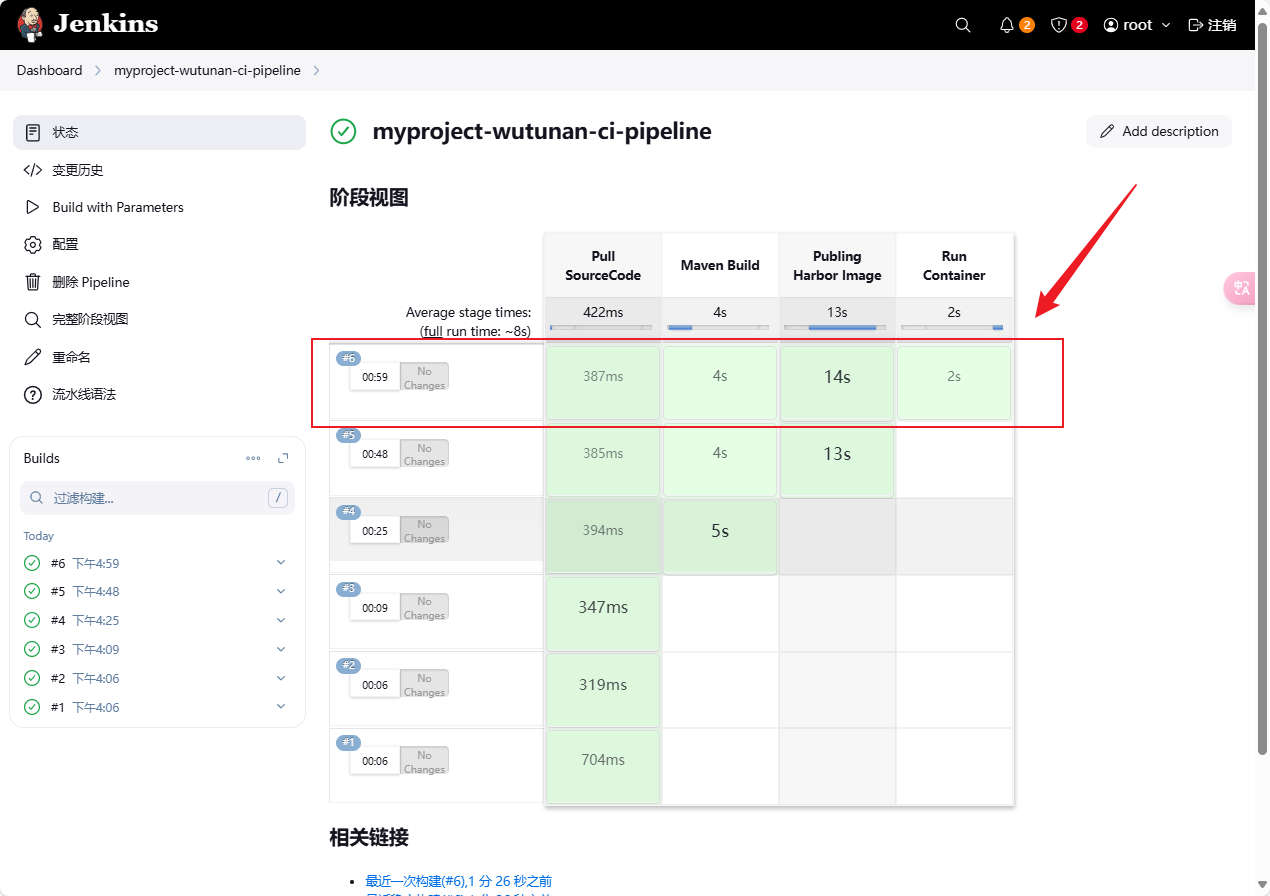 Jenkins
2
2
root
注销
Dashboard
myproject-wutunan-ci-pipeline
状态
变更历史
Build with Parameters
配置
删除 Pipeline
完整阶段视图
重命名
流水线语法
Builds
过滤构建...
/
Today
#6 下午4:59
#5 下午4:48
#4 下午4:25
#3 下午4:09
#2 下午4:06
#1 下午4:06
myproject-wutunan-ci-pipeline
Add description
阶段视图
Pull
SourceCode
Maven Build
Publing
Harbor Image
Run
Container
Average stage times:
(full run time: ~8s)
422ms
4s
13s
2s
#6
00:59
No
Changes
387ms
4s
14s
2s
#5
00:48
No
Changes
385ms
4s
13s
#4
00:25
No
Changes
394ms
5s
#3
00:09
No
Changes
347ms
#2
00:06
No
Changes
319ms
#1
00:06
No
Changes
704ms
相关链接
最近一次构建(#6),1 分 26 秒之前